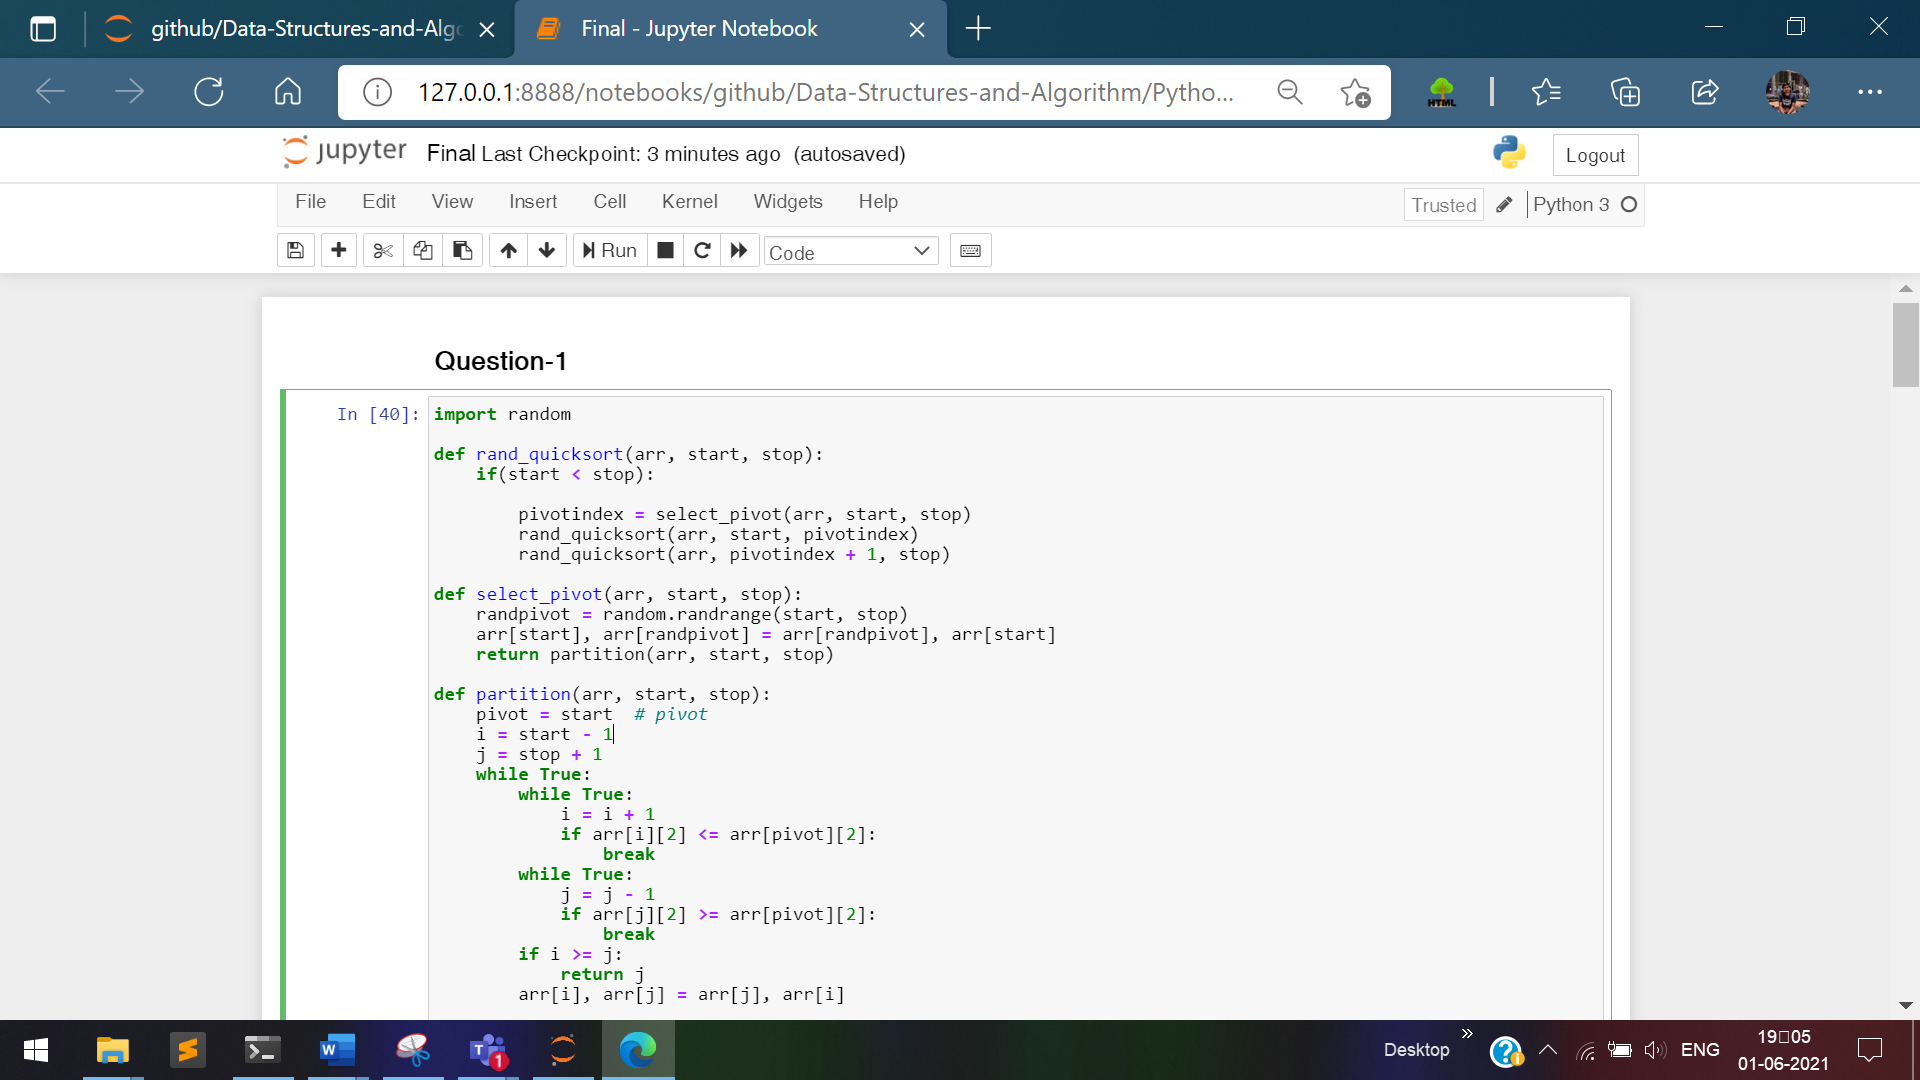 github/Data-Structures-and-Algo
Final - Jupyter Notebook
127.0.0.1:8888/notebooks/github/Data-Structures-and-Algorithm/Pytho...
HTML
jupyter Final Last Checkpoint: 3 minutes ago (autosaved)
Logout
File Edit View Insert Cell Kernel Widgets Help
Trusted
Python 3
Run
Code
Question-1
In [40]:
import random
def rand_quicksort(arr, start, stop):
    if(start < stop):
        pivotindex = select_pivot(arr, start, stop)
        rand_quicksort(arr, start, pivotindex)
        rand_quicksort(arr, pivotindex + 1, stop)
def select_pivot(arr, start, stop):
    randpivot = random.randrange(start, stop)
    arr[start], arr[randpivot] = arr[randpivot], arr[start]
    return partition(arr, start, stop)
def partition(arr, start, stop):
    pivot = start  # pivot
    i = start - 1
    j = stop + 1
    while True:
        while True:
            i = i + 1
            if arr[i][2] <= arr[pivot][2]:
                break
        while True:
            j = j - 1
            if arr[j][2] >= arr[pivot][2]:
                break
        if i >= j:
            return j
        arr[i], arr[j] = arr[j], arr[i]
Desktop
ENG
19▯05
01-06-2021